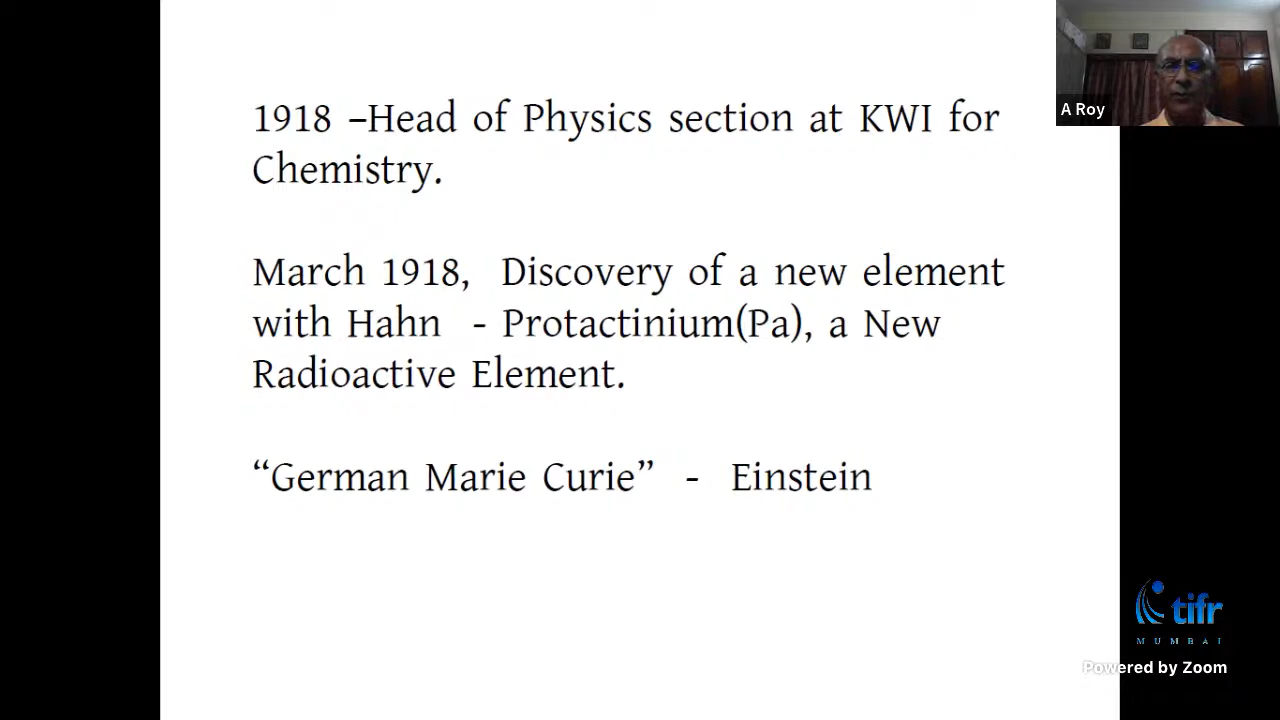 1918 –Head of Physics section at KWI for
Chemistry.
March 1918, Discovery of a new element
with Hahn - Protactinium(Pa), a New
Radioactive Element.
“German Marie Curie” - Einstein
A Roy
tifr
MUMBAI
Powered by Zoom